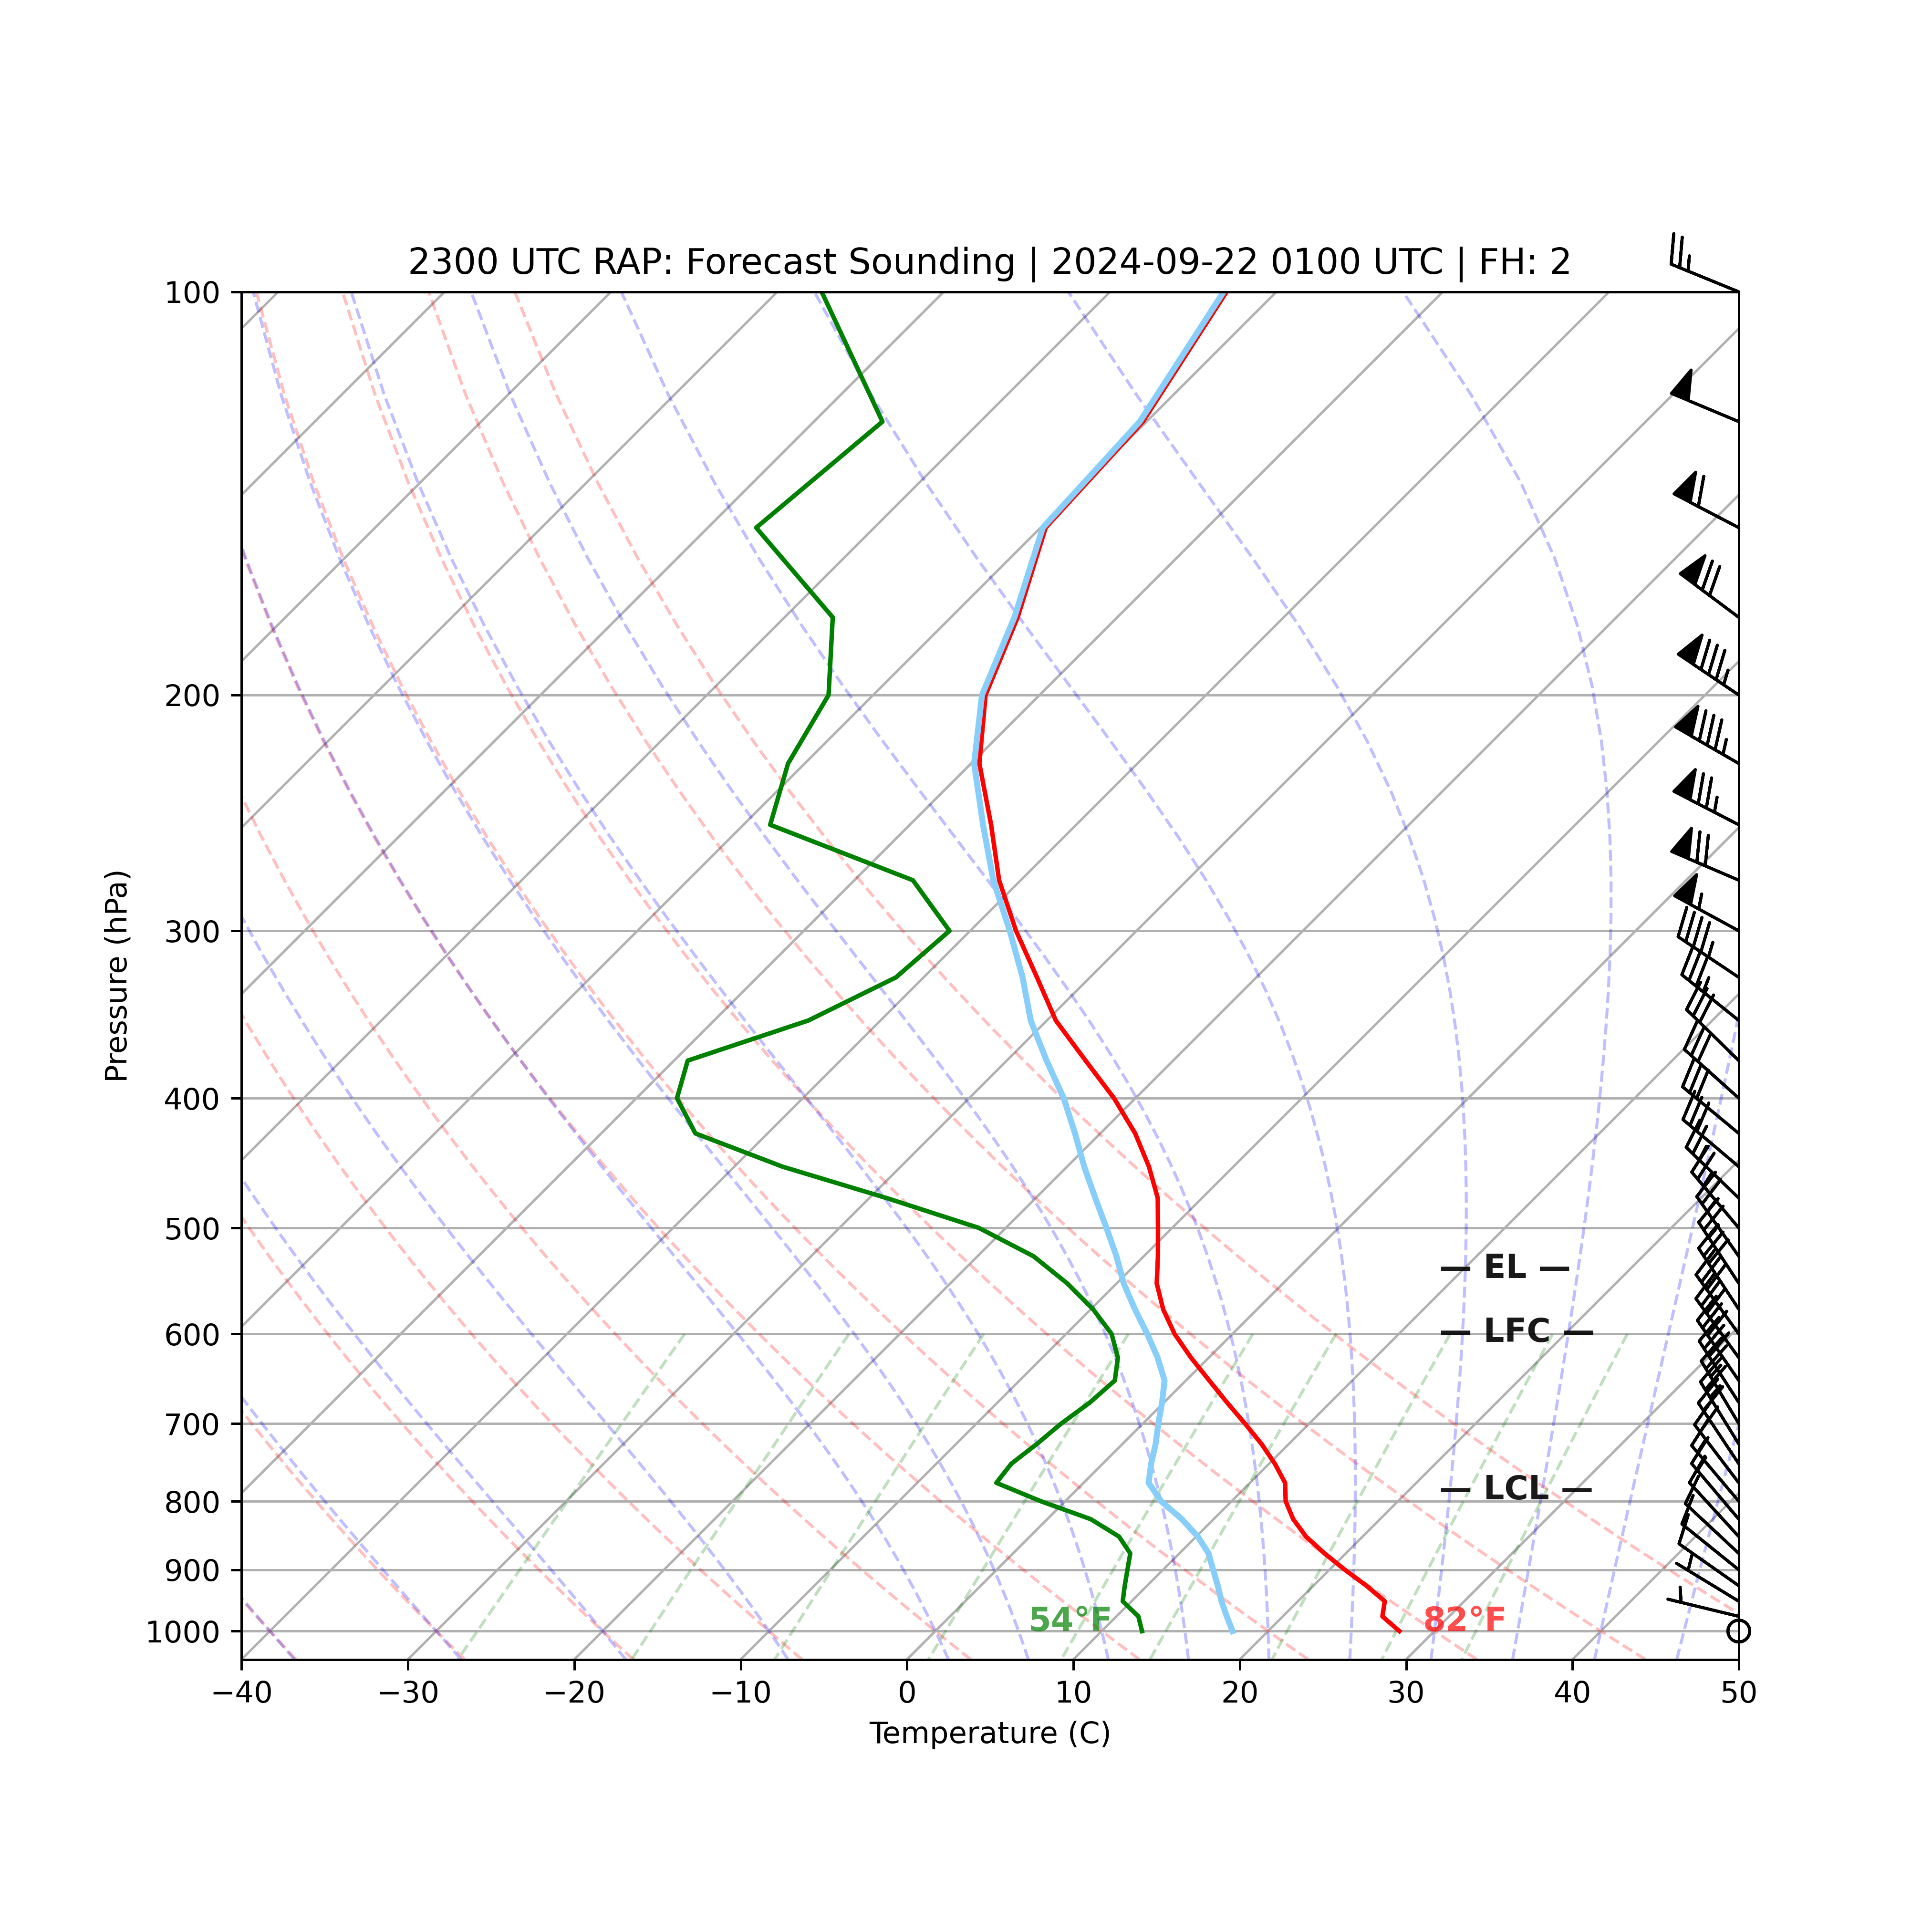 2300 UTC RAP: Forecast Sounding | 2024-09-22 0100 UTC | FH: 2
100
200
300
400
500
600
700
800
900
1000
Pressure (hPa)
— EL —
— LFC —
— LCL —
54°F
82°F
−40 −30 −20 −10 0 10 20 30 40 50
Temperature (C)